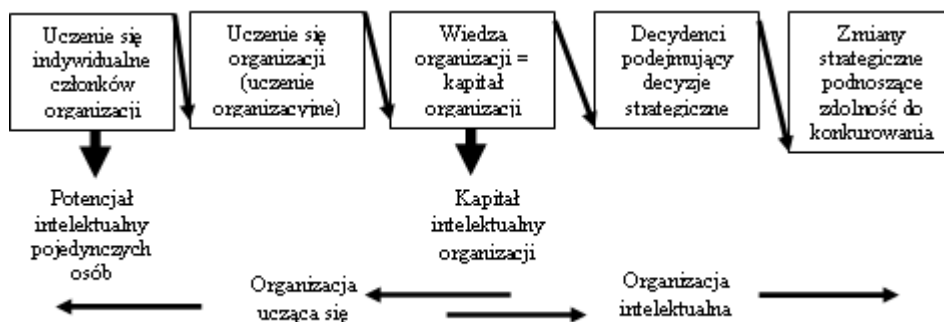 Uczenie się
indywidualne
członków
organizacji
Uczenie się
organizacji
(uczenie
organizacyjne)
Wiedza
organizacji =
kapitał
organizacji
Decydenci
podejmujący
decyzje
strategiczne
Zmiany
strategiczne
podnoszące
zdolność do
konkurowania
Potencjał
intelektualny
pojedynczych
osób
Kapitał
intelektualny
organizacji
Organizacja
ucząca się
Organizacja
intelektualna